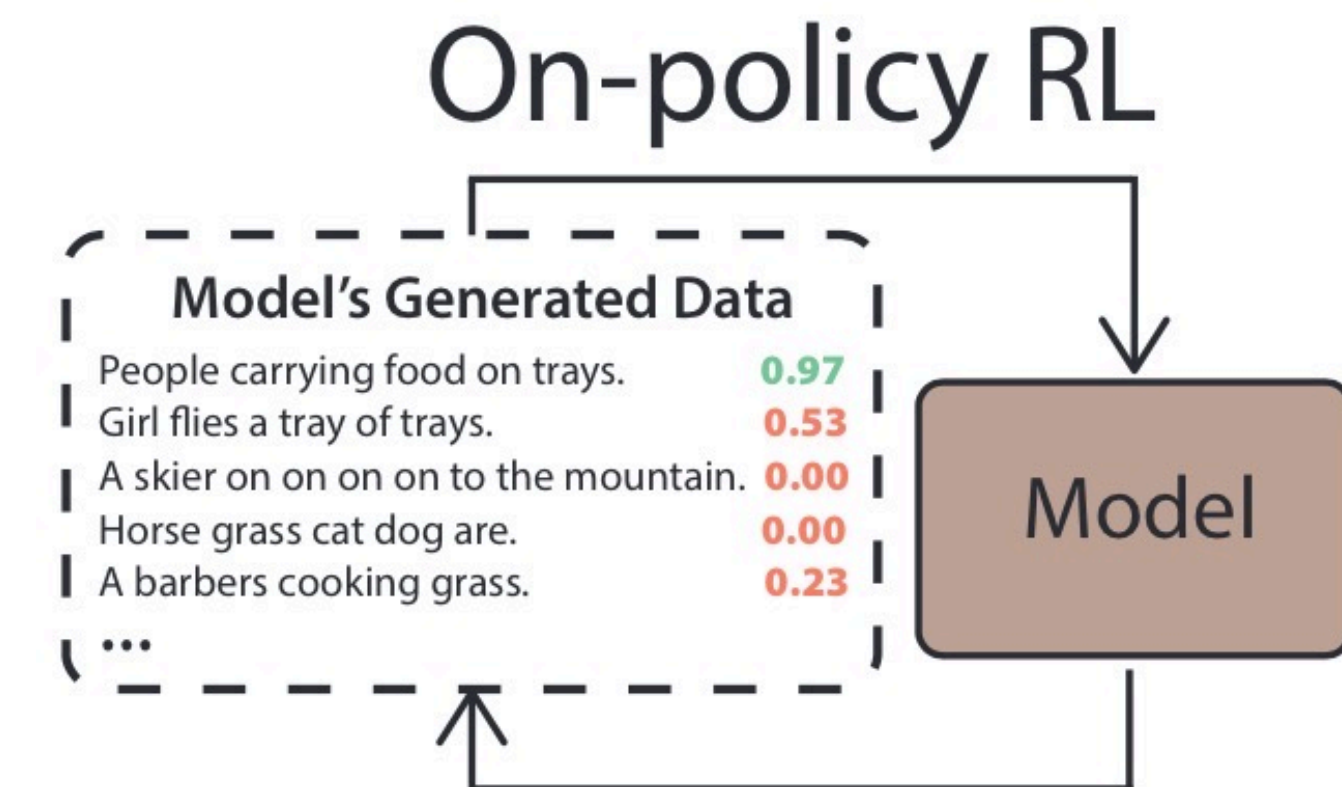 On-policy RL
Model's Generated Data
People carrying food on trays. 0.97
Girl flies a tray of trays. 0.53
A skier on on on on to the mountain. 0.00
Horse grass cat dog are. 0.00
A barbers cooking grass. 0.23
...
Model